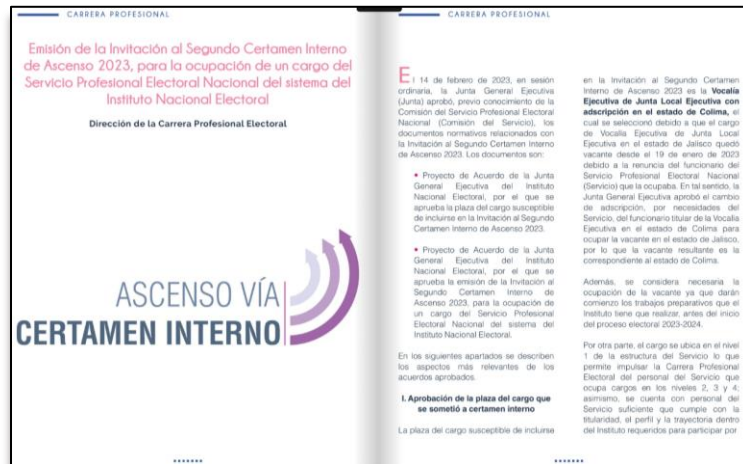 CARRERA PROFESIONAL
Emisión de la Invitación al Segundo Certamen Interno
de Ascenso 2023, para la ocupación de un cargo del
Servicio Profesional Electoral Nacional del sistema del
Instituto Nacional Electoral
Dirección de la Carrera Profesional Electoral
ASCENSO VÍA
CERTAMEN INTERNO
CARRERA PROFESIONAL
El 14 de febrero de 2023, en sesión
ordinaria, la Junta General Ejecutiva
(Junta) aprobó, previo conocimiento de la
Comisión del Servicio Profesional Electoral
Nacional (Comisión del Servicio), los
documentos normativos relacionados con
la Invitación al Segundo Certamen Interno
de Ascenso 2023. Los documentos son:
• Proyecto de Acuerdo de la Junta
General Ejecutiva del Instituto
Nacional Electoral, por el que se
aprueba la plaza del cargo susceptible
de incluirse en la Invitación al Segundo
Certamen Interno de Ascenso 2023.
• Proyecto de Acuerdo de la Junta
General Ejecutiva del Instituto
Nacional Electoral, por el que se
aprueba la emisión de la Invitación al
Segundo Certamen Interno de
Ascenso 2023, para la ocupación de
un cargo del Servicio Profesional
Electoral Nacional del sistema del
Instituto Nacional Electoral.
En los siguientes apartados se describen
los aspectos más relevantes de los
acuerdos aprobados.
I. Aprobación de la plaza del cargo que
se sometió a certamen interno
La plaza del cargo susceptible de incluirse
en la Invitación al Segundo Certamen
Interno de Ascenso 2023 es la Vocalía
Ejecutiva de Junta Local Ejecutiva con
adscripción en el estado de Colima, el
cual se seleccionó debido a que el cargo
de Vocalía Ejecutiva de Junta Local
Ejecutiva en el estado de Jalisco quedó
vacante desde el 19 de enero de 2023
debido a la renuncia del funcionario del
Servicio Profesional Electoral Nacional
(Servicio) que la ocupaba. En tal sentido, la
Junta General Ejecutiva aprobó el cambio
de adscripción, por necesidades del
Servicio, del funcionario titular de la Vocalía
Ejecutiva en el estado de Colima para
ocupar la vacante en el estado de Jalisco,
por lo que la vacante resultante es la
correspondiente al estado de Colima.
Además, se considera necesaria la
ocupación de la vacante ya que darán
comienzo los trabajos preparativos que el
Instituto tiene que realizar, antes del inicio
del proceso electoral 2023-2024.
Por otra parte, el cargo se ubica en el nivel
1 de la estructura del Servicio lo que
permite impulsar la Carrera Profesional
Electoral del personal del Servicio que
ocupa cargos en los niveles 2, 3 y 4;
asimismo, se cuenta con personal del
Servicio suficiente que cumple con la
titularidad, el perfil y la trayectoria dentro
del Instituto requeridos para participar por